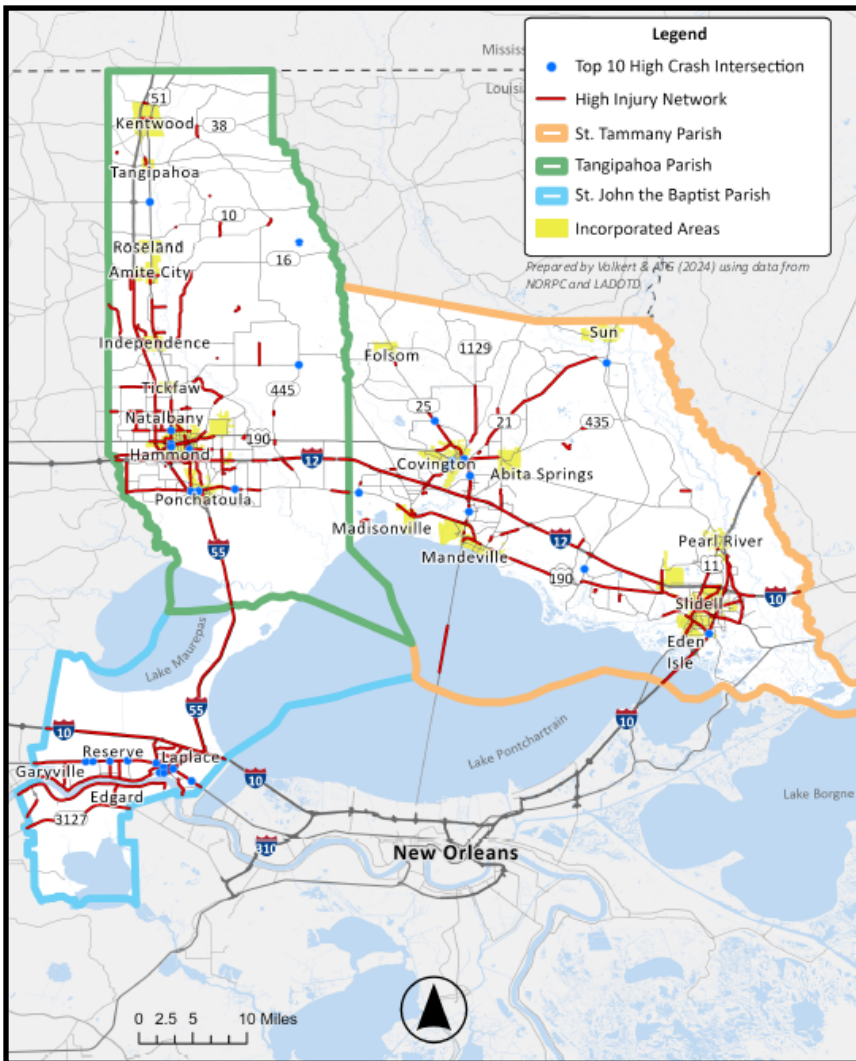 Legend
Top 10 High Crash Intersection
High Injury Network
St. Tammany Parish
Tangipahoa Parish
St. John the Baptist Parish
Incorporated Areas
Prepared by Volkert & (2024) using data from
NORPC and LADOTD
Mississ
Louisi
51
Kentwood
38
Tangipahoa
10
Roseland
16
Amite City
Independence
Folsom
1129
Sun
Tickfaw
445
25
21
435
Natalbany
190
Hammond
12
Covington
Abita Springs
Ponchatoula
Madisonville
55
Mandeville
12
Pearl River
11
190
Slidell
10
Eden
Isle
Lake Maurepas
55
10
10
Lake Pontchartrain
Reserve
Laplace
Garyville
10
Edgard
Lake Borgne
3127
310
New Orleans
0 2.5 5 10 Miles